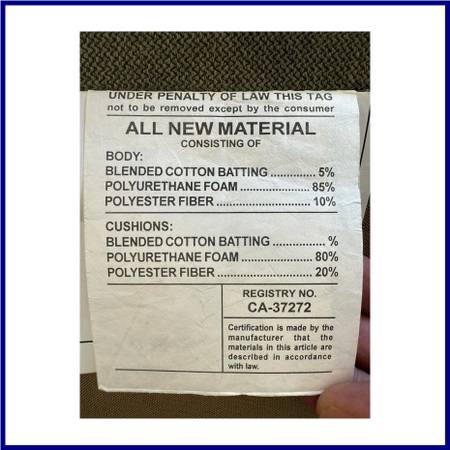 UNDER PENALTY OF LAW THIS TAG
not to be removed except by the consumer
ALL NEW MATERIAL
CONSISTING OF
BODY:
BLENDED COTTON BATTING .............. 5%
POLYURETHANE FOAM ...................... 85%
POLYESTER FIBER ............................ 10%
CUSHIONS:
BLENDED COTTON BATTING ................ %
POLYURETHANE FOAM ...................... 80%
POLYESTER FIBER ............................ 20%
REGISTRY NO.
CA-37272
Certification is made by the
manufacturer that the
materials in this article are
described in accordance
with law.